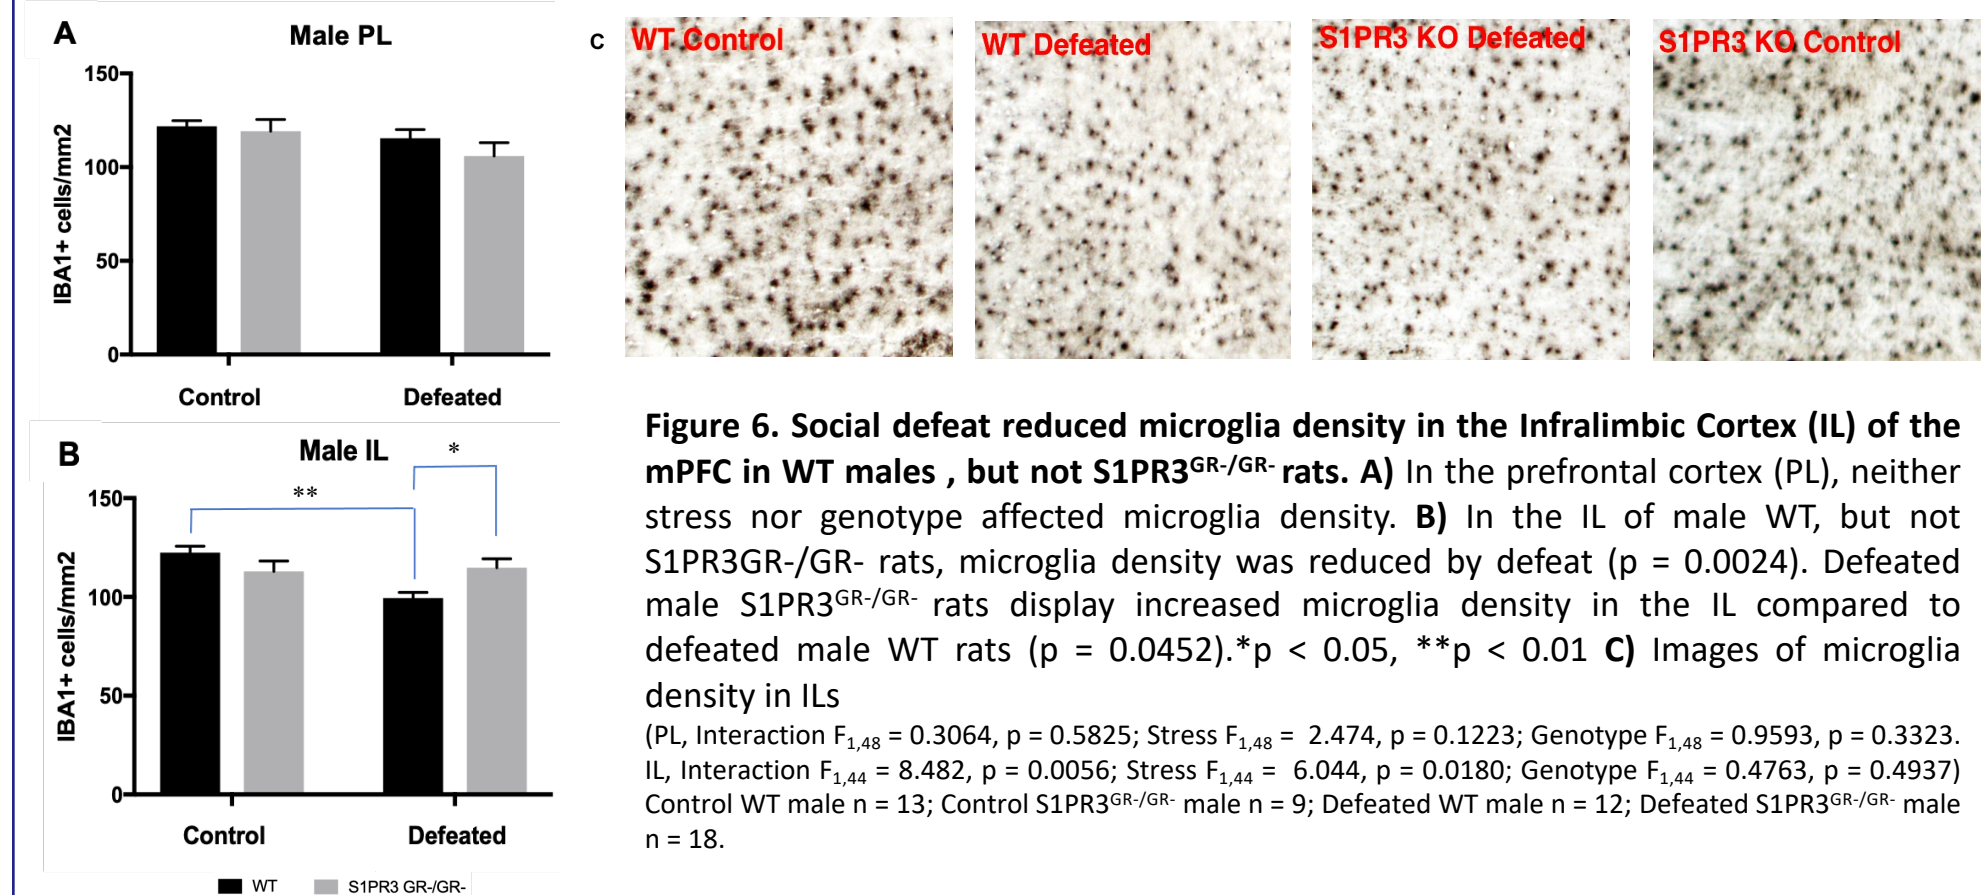 A
Male PL
IBA1+ cells/mm2
150
100
50
0
Control
Defeated
B
Male IL
*
**
IBA1+ cells/mm2
150
100
50
0
Control
Defeated
WT
S1PR3 GR-/GR-
C
WT Control
WT Defeated
S1PR3 KO Defeated
S1PR3 KO Control
Figure 6. Social defeat reduced microglia density in the Infralimbic Cortex (IL) of the
mPFC in WT males , but not S1PR3GR-/GR- rats. A) In the prefrontal cortex (PL), neither
stress nor genotype affected microglia density. B) In the IL of male WT, but not
S1PR3GR-/GR- rats, microglia density was reduced by defeat (p = 0.0024). Defeated
male S1PR3GR-/GR- rats display increased microglia density in the IL compared to
defeated male WT rats (p = 0.0452).*p < 0.05, **p < 0.01 C) Images of microglia
density in ILs
(PL, Interaction F1,48 = 0.3064, p = 0.5825; Stress F1,48 = 2.474, p = 0.1223; Genotype F1,48 = 0.9593, p = 0.3323.
IL, Interaction F1,44 = 8.482, p = 0.0056; Stress F1,44 = 6.044, p = 0.0180; Genotype F1,44 = 0.4763, p = 0.4937)
Control WT male n = 13; Control S1PR3GR-/GR- male n = 9; Defeated WT male n = 12; Defeated S1PR3GR-/GR- male
n = 18.